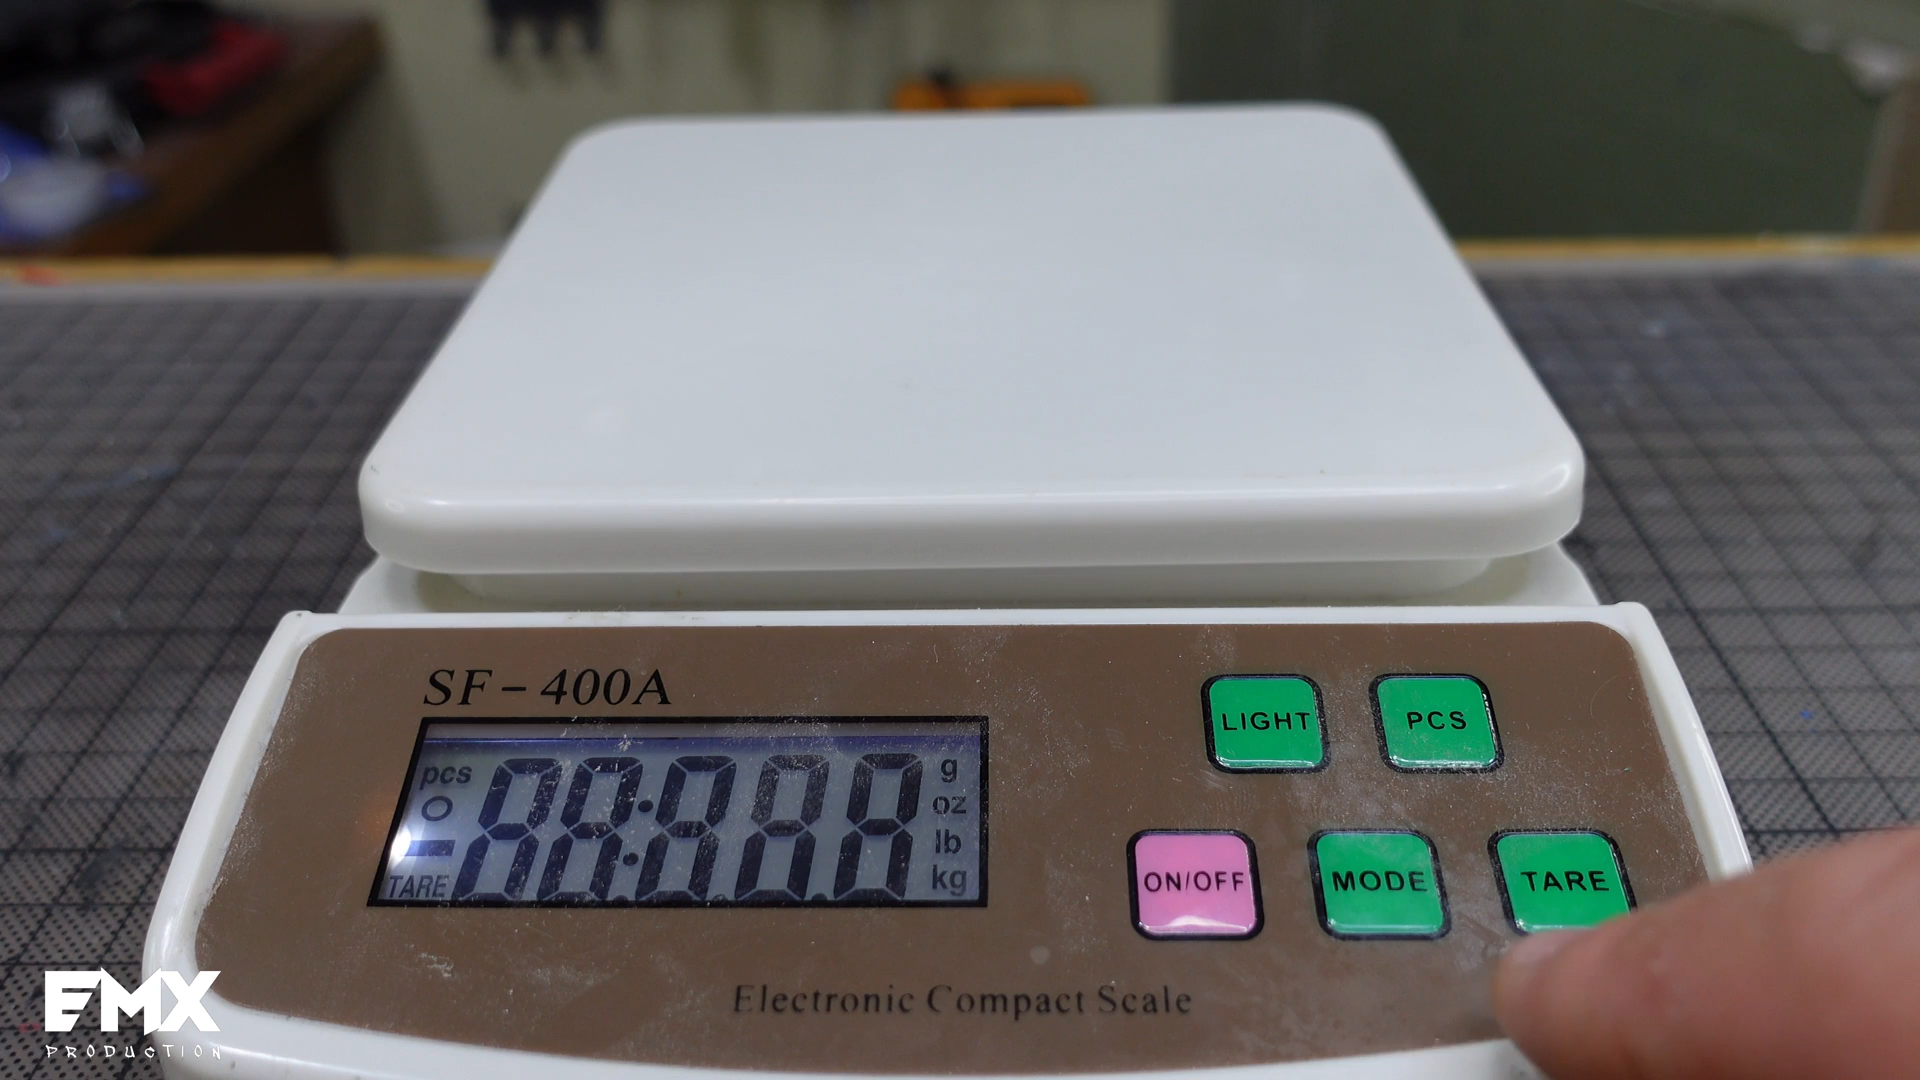 SF-400A
LIGHT PCS
pcs 88:888 g
oz
lb
TARE kg
ON/OFF MODE TARE
Electronic Compact Scale
EMX
PRODUCTION